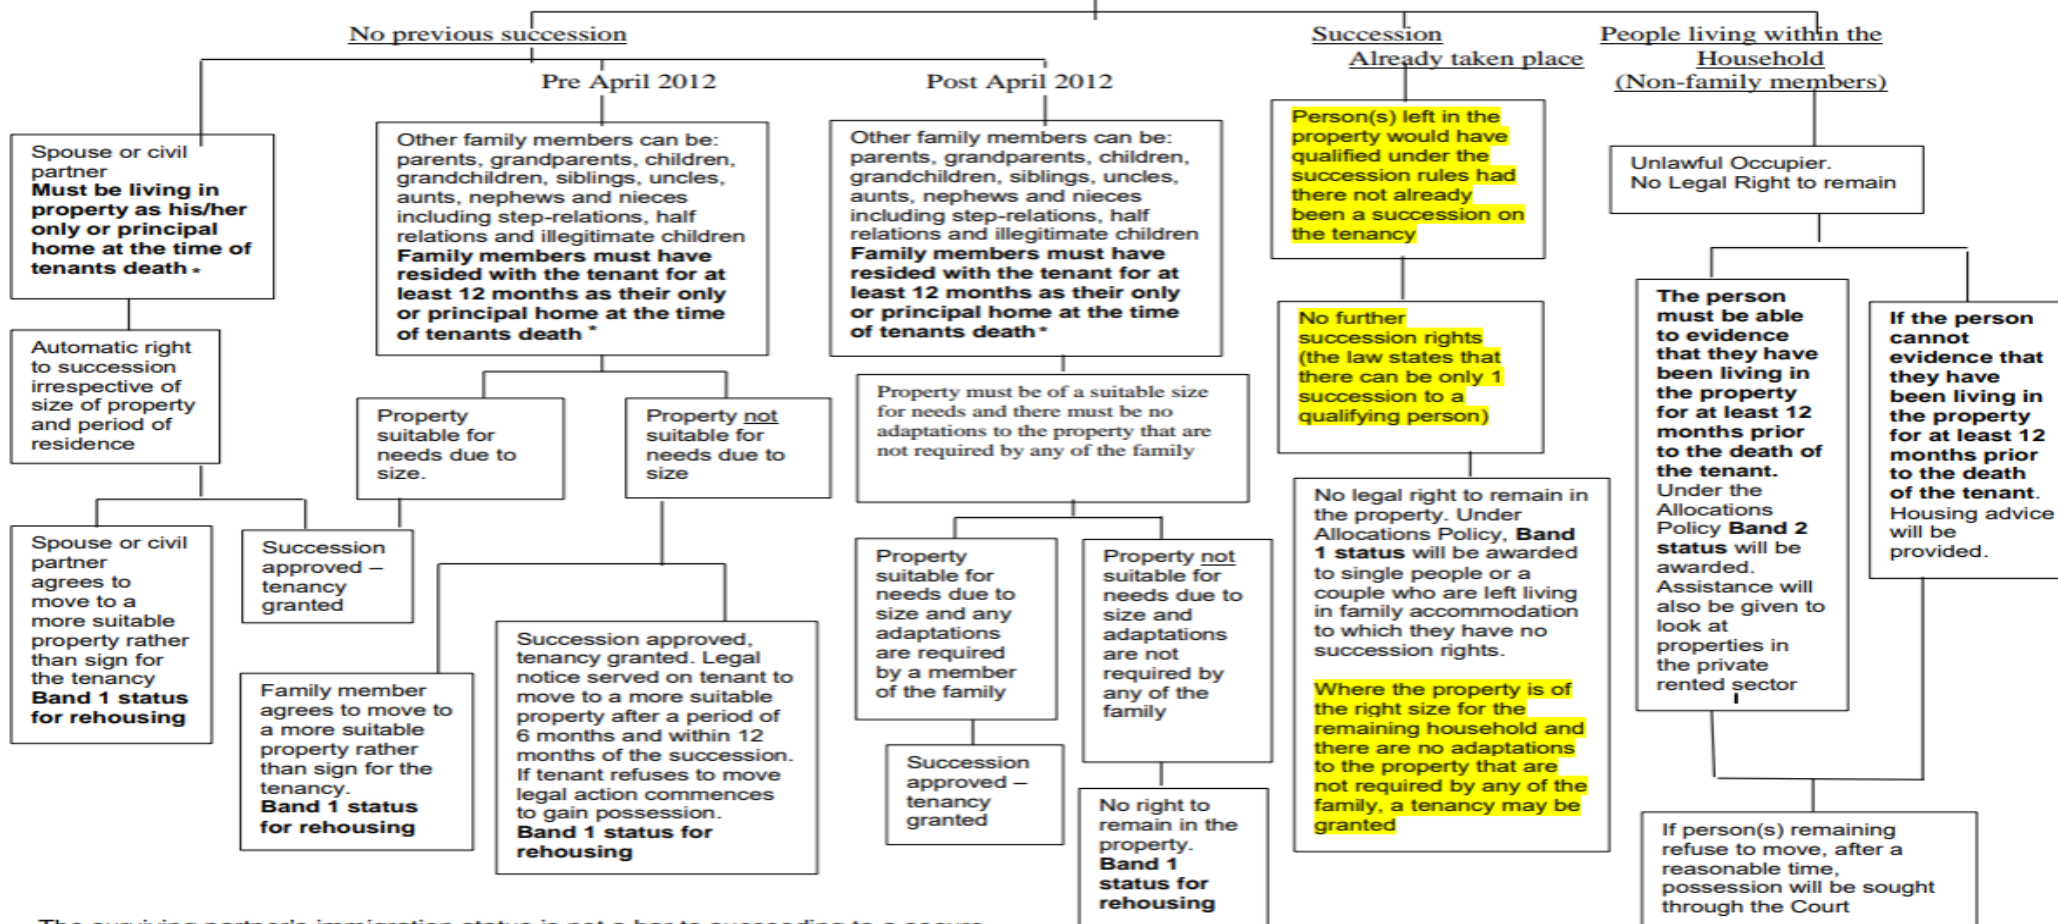 No previous succession
Succession
Already taken place
People living within the
Household
(Non-family members)
Pre April 2012
Post April 2012
Spouse or civil
partner
Must be living in
property as his/her
only or principal
home at the time of
tenants death *
Automatic right
to succession
irrespective of
size of property
and period of
residence
Spouse or civil
partner
agrees to
move to a
more suitable
property rather
than sign for
the tenancy
Band 1 status
for rehousing
Succession
approved –
tenancy
granted
Other family members can be:
parents, grandparents, children,
grandchildren, siblings, uncles,
aunts, nephews and nieces
including step-relations, half
relations and illegitimate children
Family members must have
resided with the tenant for at
least 12 months as their only
or principal home at the time
of tenants death *
Property
suitable for
needs due to
size.
Property not
suitable for
needs due to
size
Family member
agrees to move to
a more suitable
property rather
than sign for the
tenancy.
Band 1 status
for rehousing
Succession approved,
tenancy granted. Legal
notice served on tenant to
move to a more suitable
property after a period of
6 months and within 12
months of the succession.
If tenant refuses to move
legal action commences
to gain possession.
Band 1 status for
rehousing
Other family members can be:
parents, grandparents, children,
grandchildren, siblings, uncles,
aunts, nephews and nieces
including step-relations, half
relations and illegitimate children
Family members must have
resided with the tenant for at
least 12 months as their only
or principal home at the time
of tenants death *
Property must be of a suitable size
for needs and there must be no
adaptations to the property that are
not required by any of the family
Property
suitable for
needs due to
size and any
adaptations
are required
by a member
of the family
Succession
approved –
tenancy
granted
Property not
suitable for
needs due to
size and
adaptations
are not
required by
any of the
family
No right to
remain in the
property.
Band 1
status for
rehousing
Person(s) left in the
property would have
qualified under the
succession rules had
there not already
been a succession on
the tenancy
No further
succession rights
(the law states that
there can be only 1
succession to a
qualifying person)
No legal right to remain in
the property. Under
Allocations Policy, Band
1 status will be awarded
to single people or a
couple who are left living
in family accommodation
to which they have no
succession rights.
Where the property is of
the right size for the
remaining household and
there are no adaptations
to the property that are
not required by any of the
family, a tenancy may be
granted
Unlawful Occupier.
No Legal Right to remain
The person
must be able
to evidence
that they have
been living in
the property
for at least 12
months prior
to the death of
the tenant.
Under the
Allocations
Policy Band 2
status will be
awarded.
Assistance will
also be given to
look at
properties in
the private
rented sector
If the person
cannot
evidence that
they have
been living in
the property
for at least 12
months prior
to the death
of the tenant.
Housing advice
will be
provided.
If person(s) remaining
refuse to move, after a
reasonable time,
possession will be sought
through the Court
The surviving partner's immigration status is not a bar to succeeding to a secure